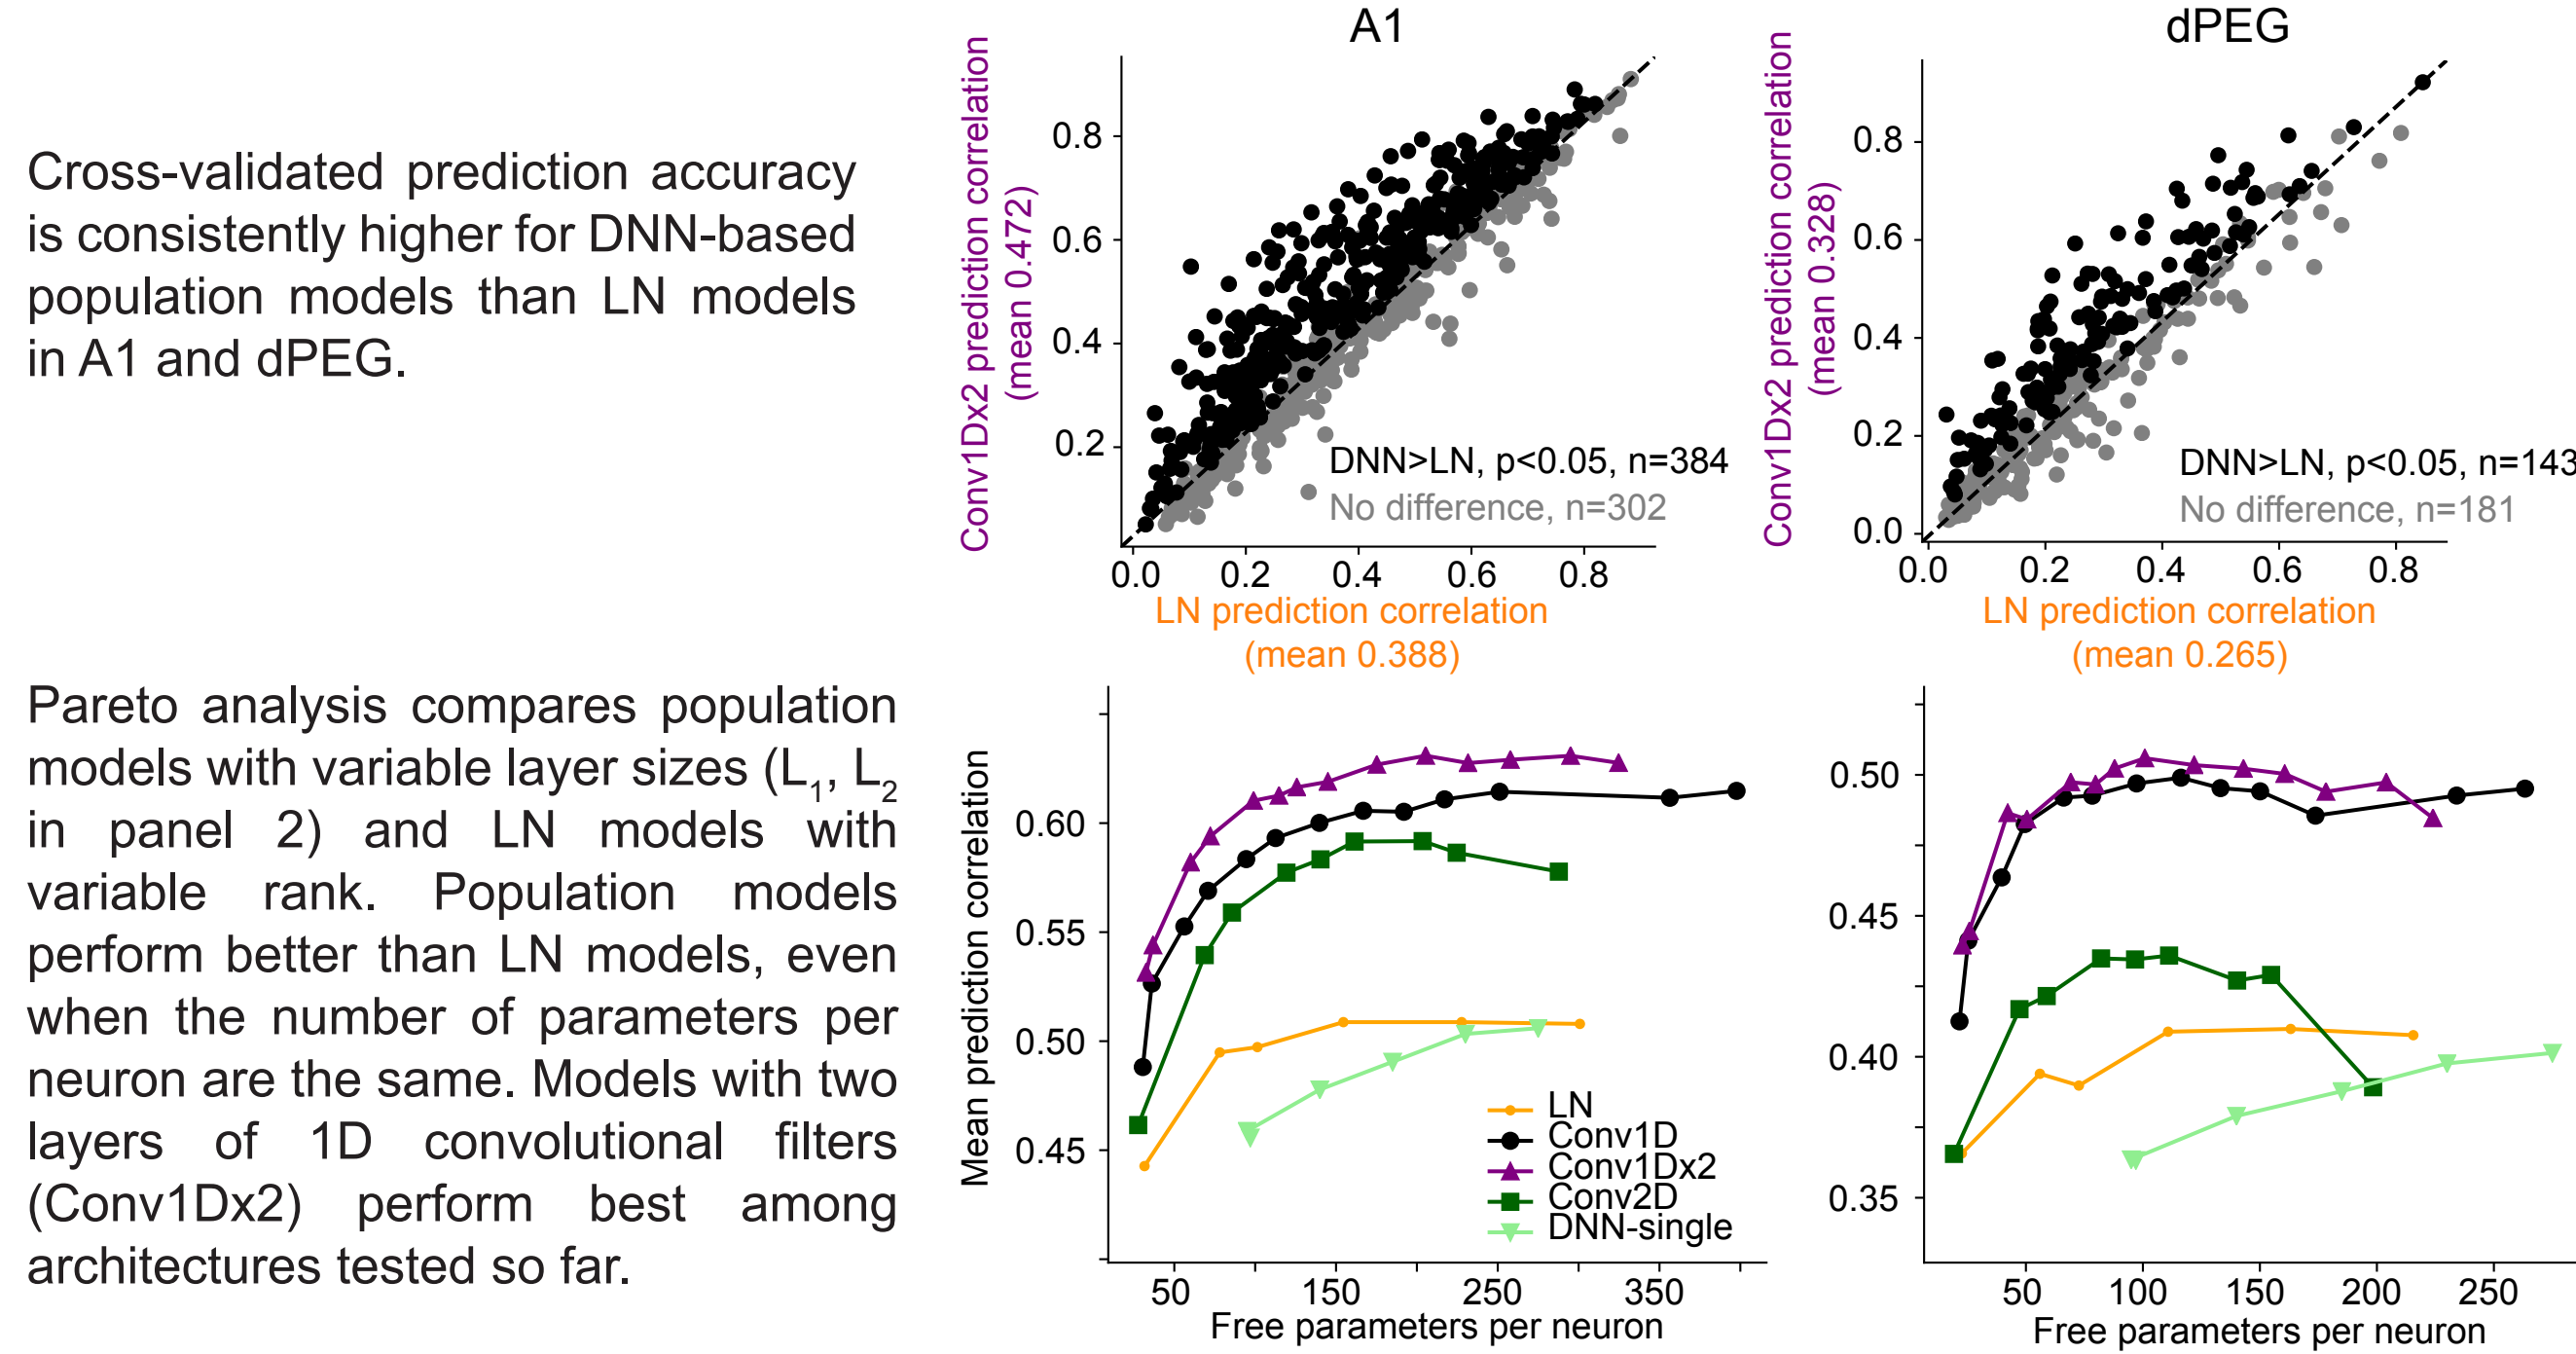 Cross-validated prediction accuracy
is consistently higher for DNN-based
population models than LN models
in A1 and dPEG.
Pareto analysis compares population
models with variable layer sizes (L1, L2
in panel 2) and LN models with
variable rank. Population models
perform better than LN models, even
when the number of parameters per
neuron are the same. Models with two
layers of 1D convolutional filters
(Conv1Dx2) perform best among
architectures tested so far.
A1
Conv1Dx2 prediction correlation
(mean 0.472)
0.8
0.6
0.4
0.2
DNN>LN, p<0.05, n=384
No difference, n=302
0.0 0.2 0.4 0.6 0.8
LN prediction correlation
(mean 0.388)
dPEG
Conv1Dx2 prediction correlation
(mean 0.328)
0.8
0.6
0.4
0.2
0.0
DNN>LN, p<0.05, n=143
No difference, n=181
0.0 0.2 0.4 0.6 0.8
LN prediction correlation
(mean 0.265)
Mean prediction correlation
0.60
0.55
0.50
0.45
LN
Conv1D
Conv1Dx2
Conv2D
DNN-single
50 150 250 350
Free parameters per neuron
0.50
0.45
0.40
0.35
50 100 150 200 250
Free parameters per neuron